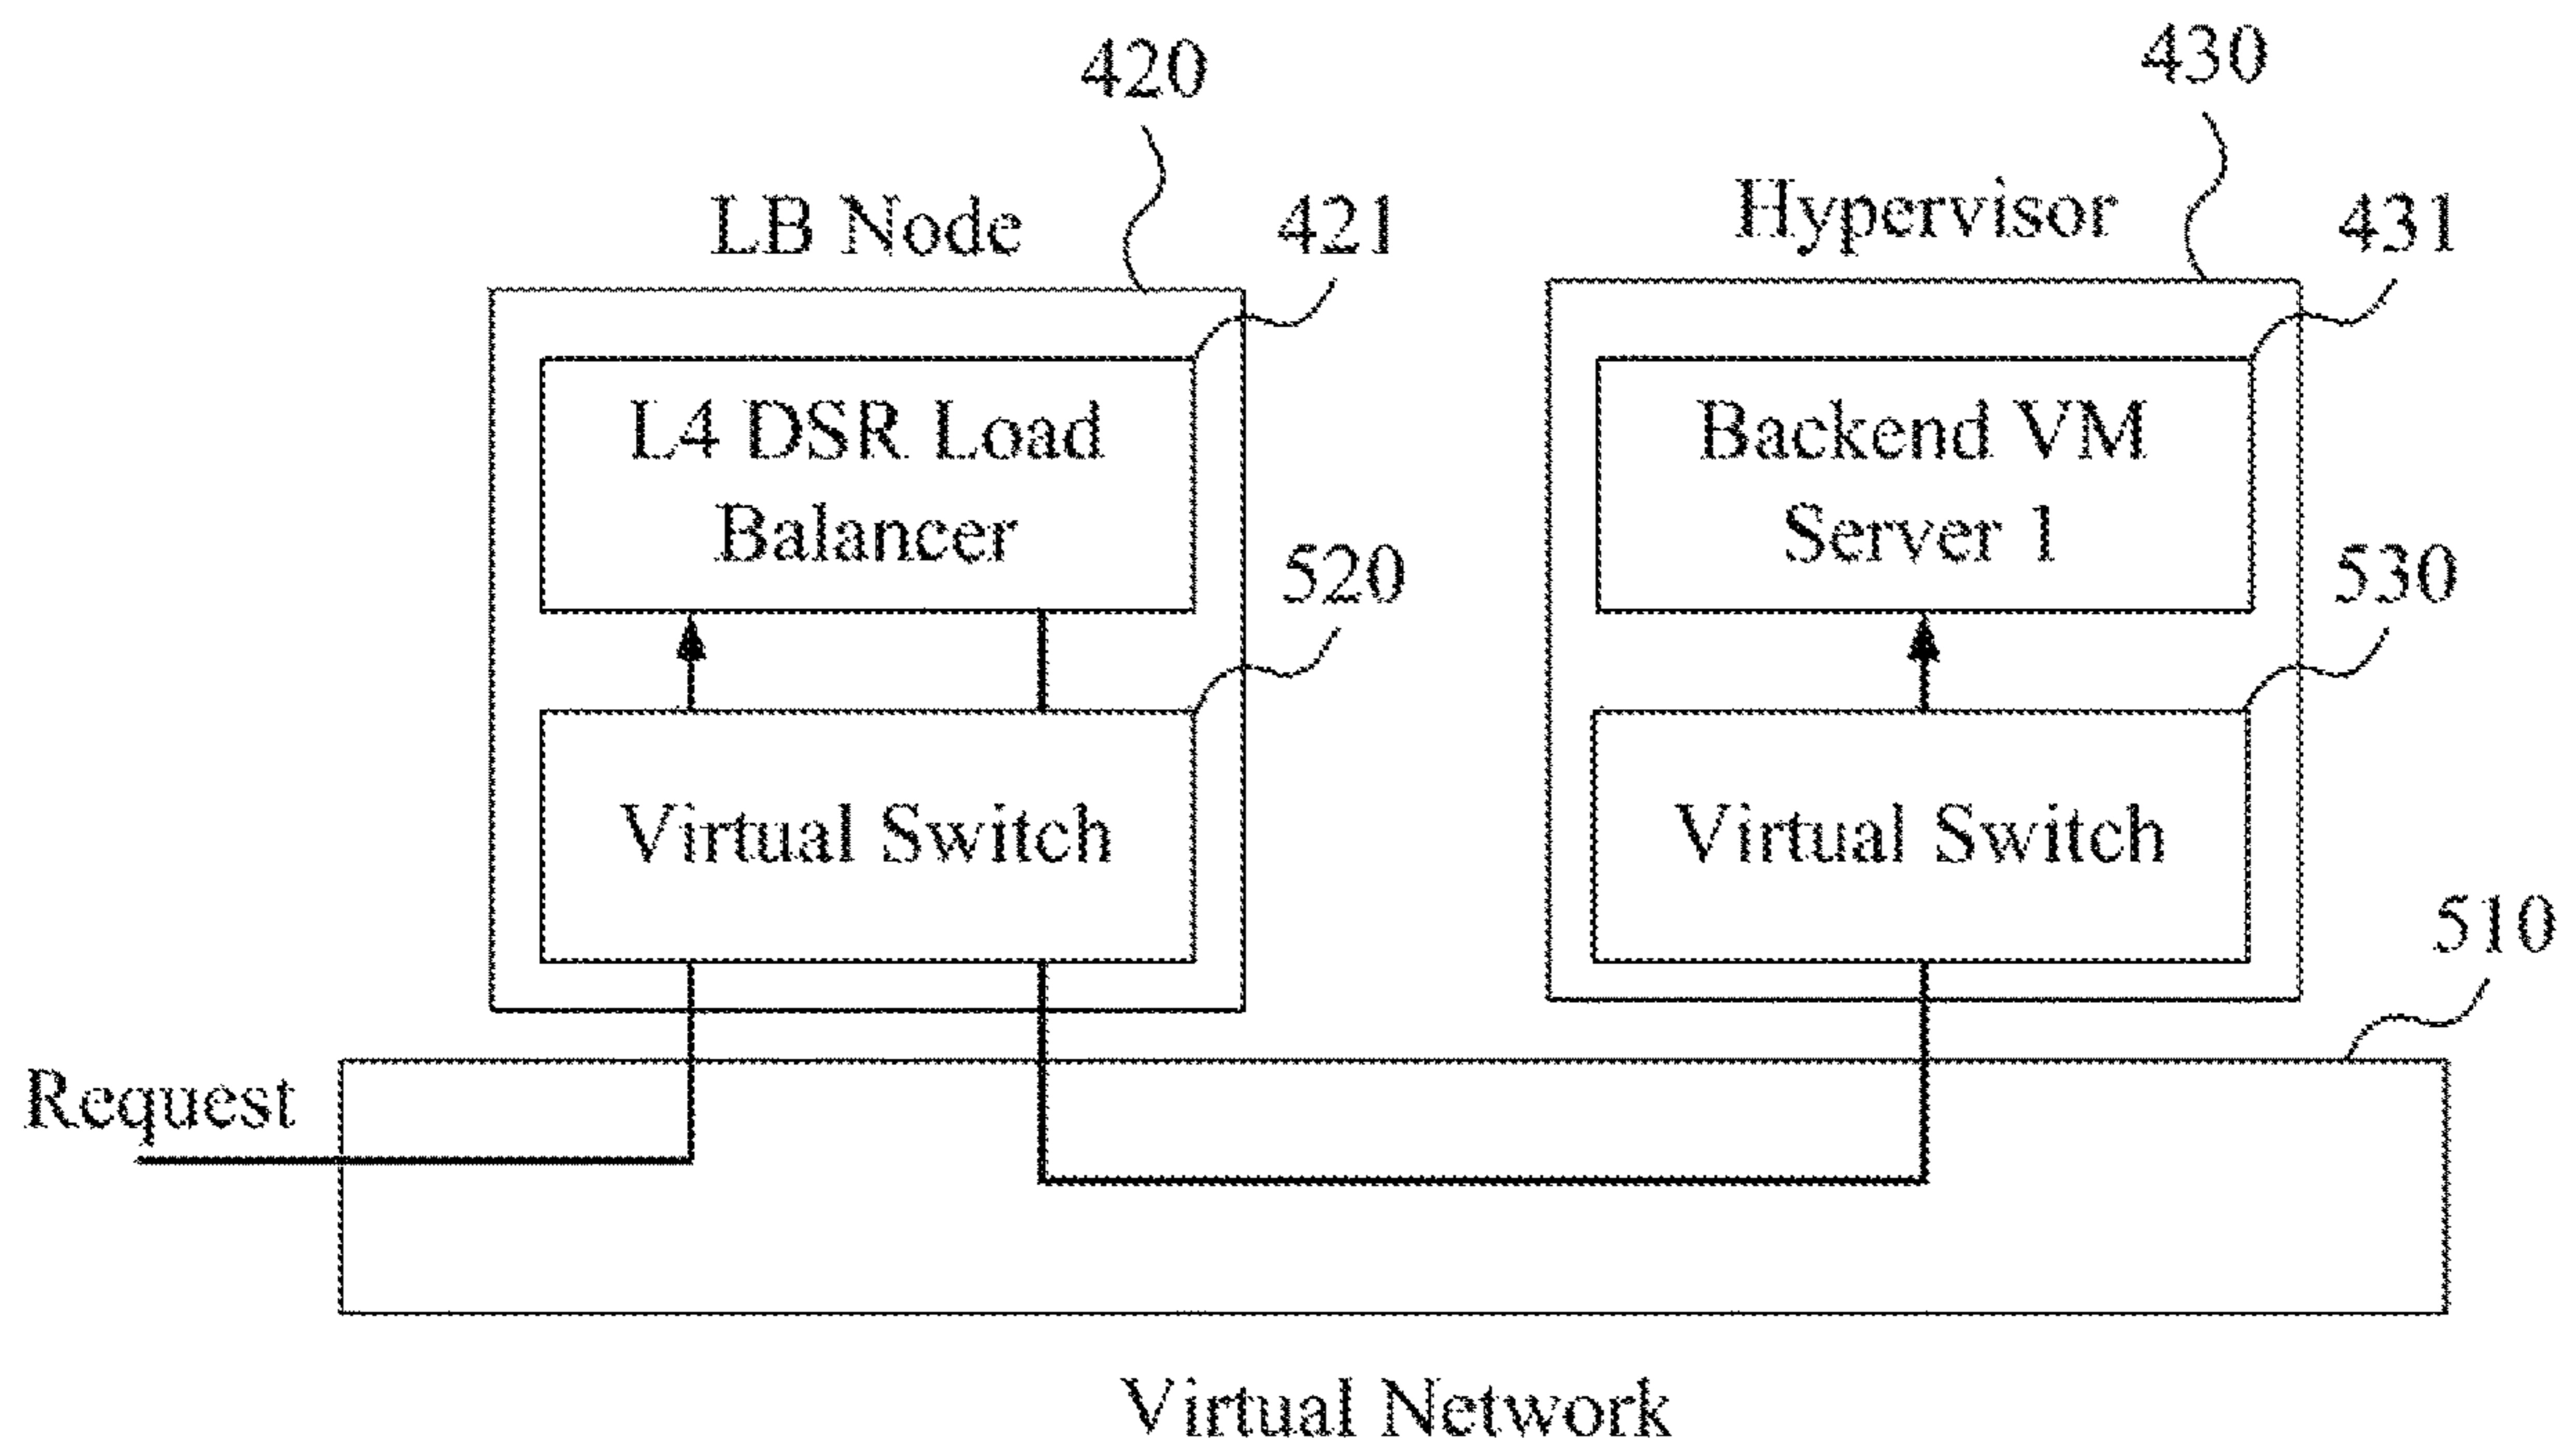 420
430
LB Node
421
Hypervisor
431
L4 DSR Load
Balancer
520
Backend VM
Server 1
530
Virtual Switch
Virtual Switch
510
Request
Virtual Network